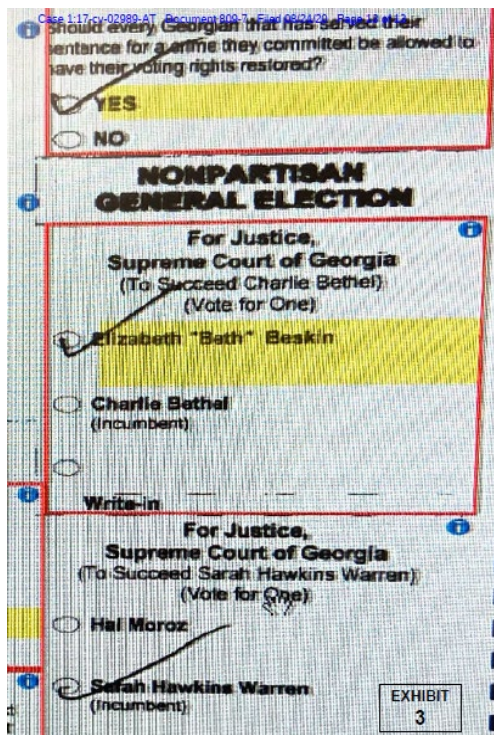 Case 1:17-cv-02989-AT Document 809-7 Filed 08/24/20 Page 12 of 12
Should every Georgian that has served their
sentence for a crime they committed be allowed to
have their voting rights restored?
YES
NO
NONPARTISAN
GENERAL ELECTION
For Justice,
Supreme Court of Georgia
(To Succeed Charlie Bethel)
(Vote for One)
Elizabeth "Beth" Beskin
Charlie Bethel
(Incumbent)
Write-in
For Justice,
Supreme Court of Georgia
(To Succeed Sarah Hawkins Warren)
(Vote for One)
Hal Moroz
Sarah Hawkins Warren
(Incumbent)
EXHIBIT
3